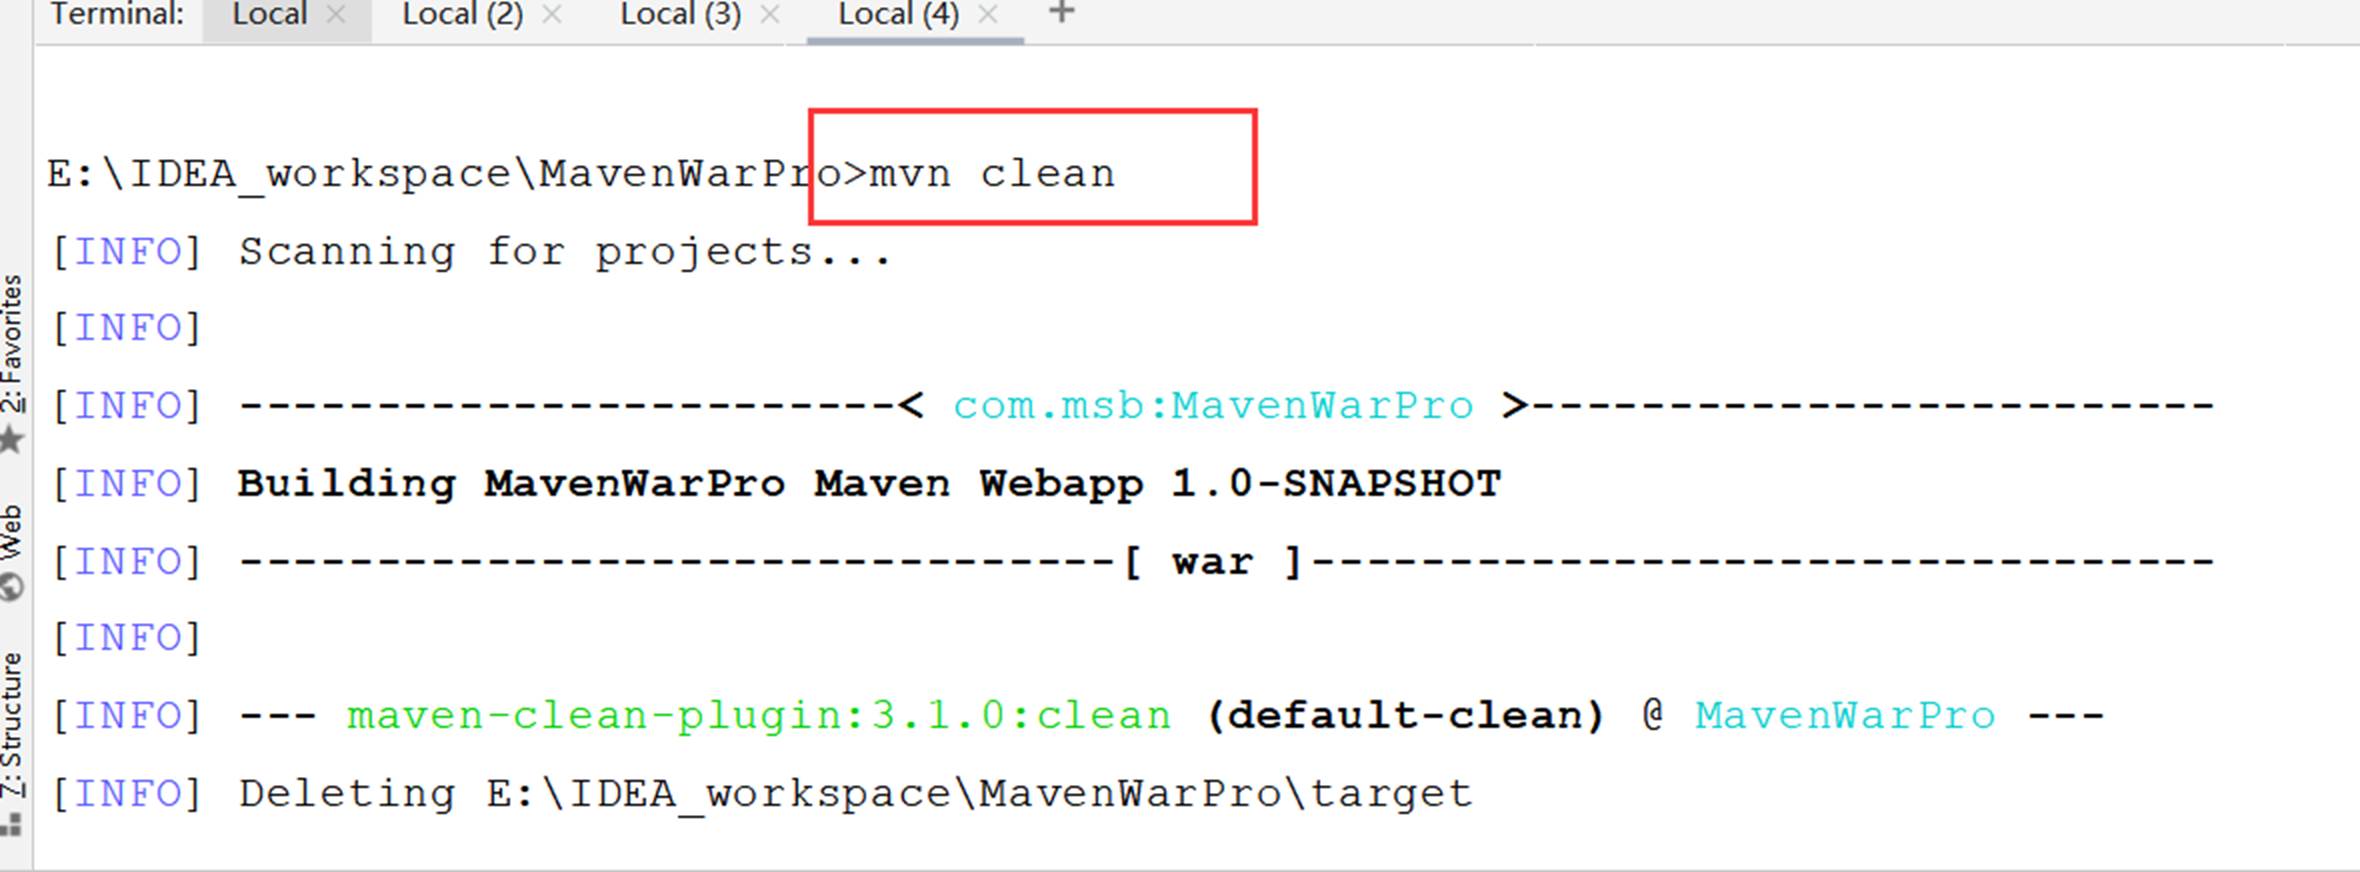 Terminal: Local × Local (2) × Local (3) × Local (4) × +
E:\IDEA_workspace\MavenWarPro>mvn clean
[INFO] Scanning for projects...
[INFO]
[INFO] ------------------------< com.msb:MavenWarPro >-------------------------
[INFO] Building MavenWarPro Maven Webapp 1.0-SNAPSHOT
[INFO] --------------------------------[ war ]---------------------------------
[INFO]
[INFO] --- maven-clean-plugin:3.1.0:clean (default-clean) @ MavenWarPro ---
[INFO] Deleting E:\IDEA_workspace\MavenWarPro\target
2: Favorites
Web
7: Structure